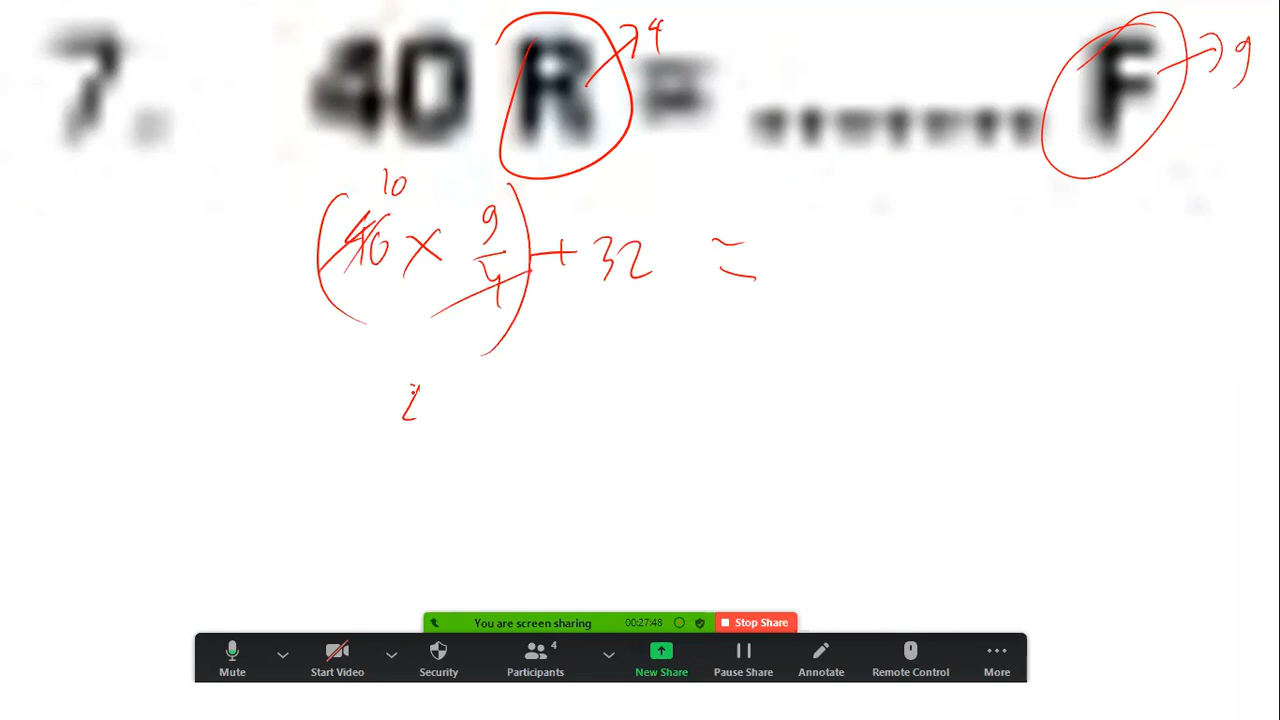 7. 40 R = ....... F
4
9
10
(40 × 9/4) + 32 =
You are screen sharing 00:27:48 Stop Share
4
Mute Start Video Security Participants New Share Pause Share Annotate Remote Control More